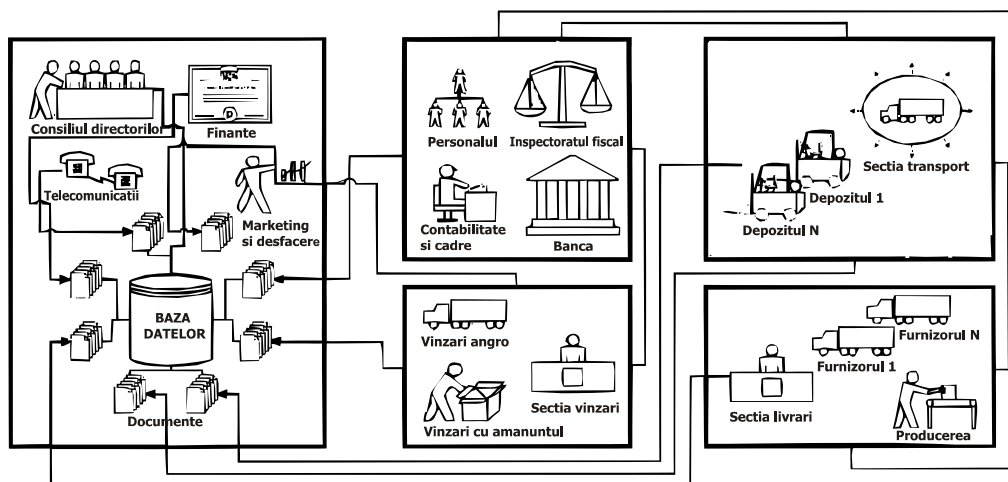 Consiliul directorilor
Finante
Telecomunicatii
Marketing
si desfacere
BAZA
DATELOR
Documente
Personalul
Inspectoratul fiscal
Contabilitate
si cadre
Banca
Vinzari angro
Sectia vinzari
Vinzari cu amanuntul
Sectia transport
Depozitul 1
Depozitul N
Furnizorul N
Furnizorul 1
Sectia livrari
Producerea